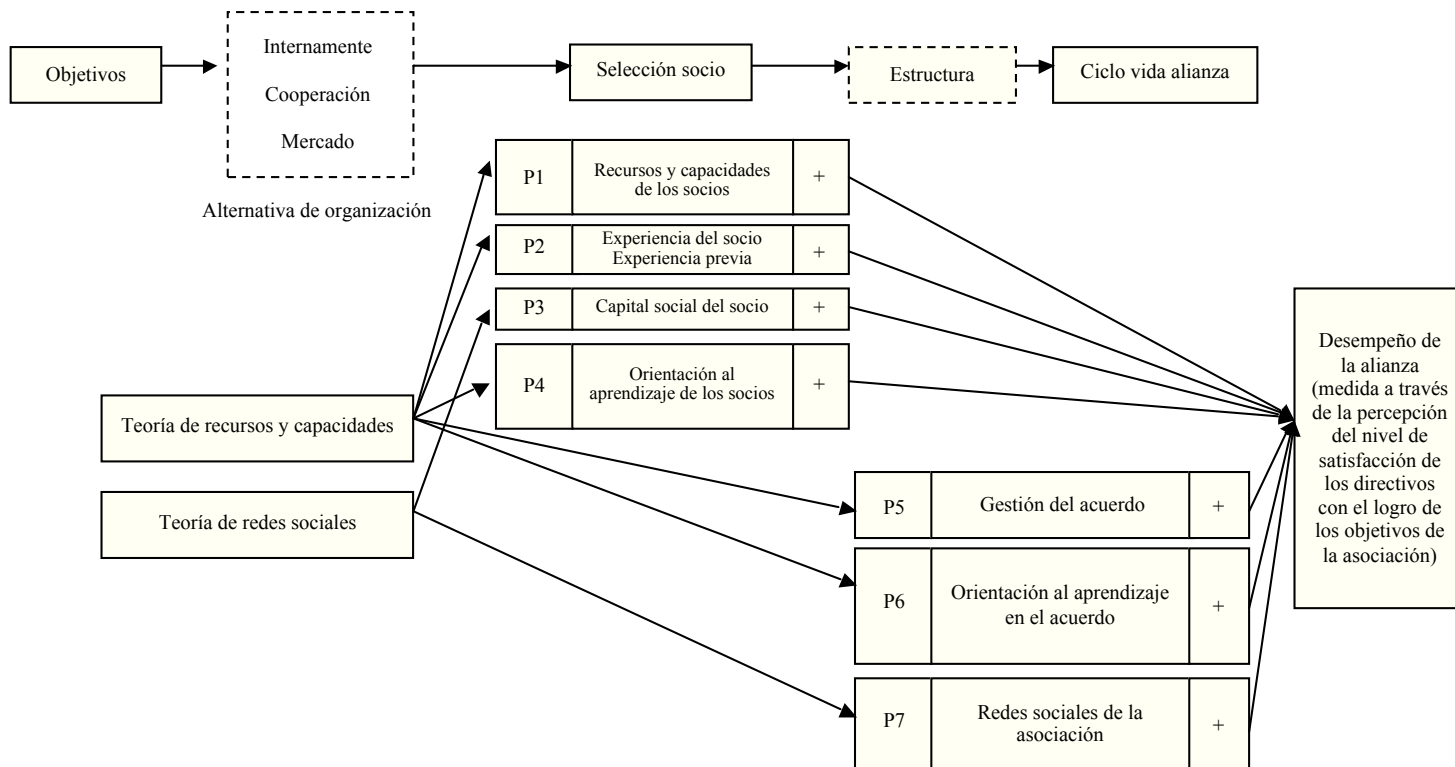 Objetivos
Internamente
Cooperación
Mercado
Alternativa de organización
Selección socio
Estructura
Ciclo vida alianza
P1
Recursos y capacidades
de los socios
+
P2
Experiencia del socio
Experiencia previa
+
P3
Capital social del socio
+
P4
Orientación al
aprendizaje de los socios
+
Teoría de recursos y capacidades
Teoría de redes sociales
P5
Gestión del acuerdo
+
P6
Orientación al aprendizaje
en el acuerdo
+
P7
Redes sociales de la
asociación
+
Desempeño de
la alianza
(medida a través
de la percepción
del nivel de
satisfacción de
los directivos
con el logro de
los objetivos de
la asociación)